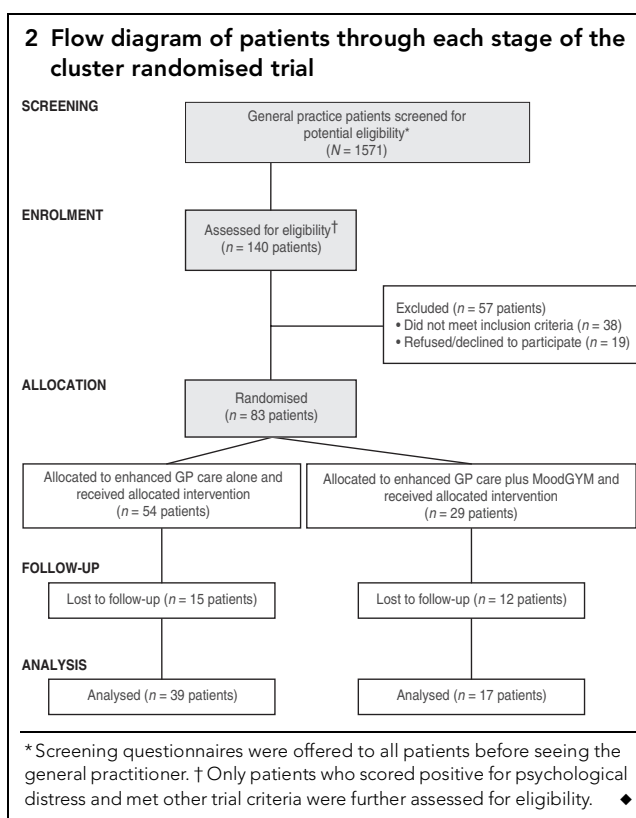 2 Flow diagram of patients through each stage of the
cluster randomised trial
SCREENING
General practice patients screened for
potential eligibility*
(N = 1571)
ENROLMENT
Assessed for eligibility†
(n = 140 patients)
Excluded (n = 57 patients)
• Did not meet inclusion criteria (n = 38)
• Refused/declined to participate (n = 19)
ALLOCATION
Randomised
(n = 83 patients)
Allocated to enhanced GP care alone and
received allocated intervention
(n = 54 patients)
Allocated to enhanced GP care plus MoodGYM and
received allocated intervention
(n = 29 patients)
FOLLOW-UP
Lost to follow-up (n = 15 patients)
Lost to follow-up (n = 12 patients)
ANALYSIS
Analysed (n = 39 patients)
Analysed (n = 17 patients)
* Screening questionnaires were offered to all patients before seeing the
general practitioner. † Only patients who scored positive for psychological
distress and met other trial criteria were further assessed for eligibility. ◆